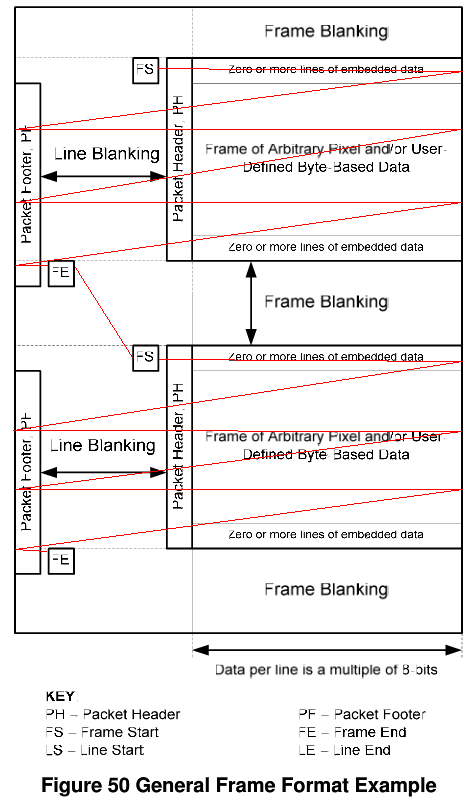 Frame Blanking
FS
Zero or more lines of embedded data
Packet Footer, PF
Line Blanking
Packet Header, PH
Frame of Arbitrary Pixel and/or User-
Defined Byte-Based Data
Zero or more lines of embedded data
FE
Frame Blanking
FS
Zero or more lines of embedded data
Packet Footer, PF
Line Blanking
Packet Header, PH
Frame of Arbitrary Pixel and/or User-
Defined Byte-Based Data
Zero or more lines of embedded data
FE
Frame Blanking
Data per line is a multiple of 8-bits
KEY
PH – Packet Header
PF – Packet Footer
FS – Frame Start
FE – Frame End
LS – Line Start
LE – Line End
Figure 50 General Frame Format Example